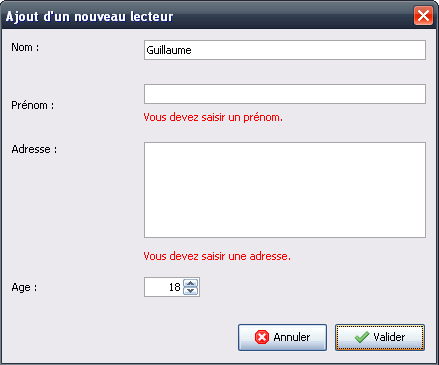 Ajout d'un nouveau lecteur
Nom : Guillaume
Prénom :
Vous devez saisir un prénom.
Adresse :
Vous devez saisir une adresse.
Age : 18
Annuler Valider